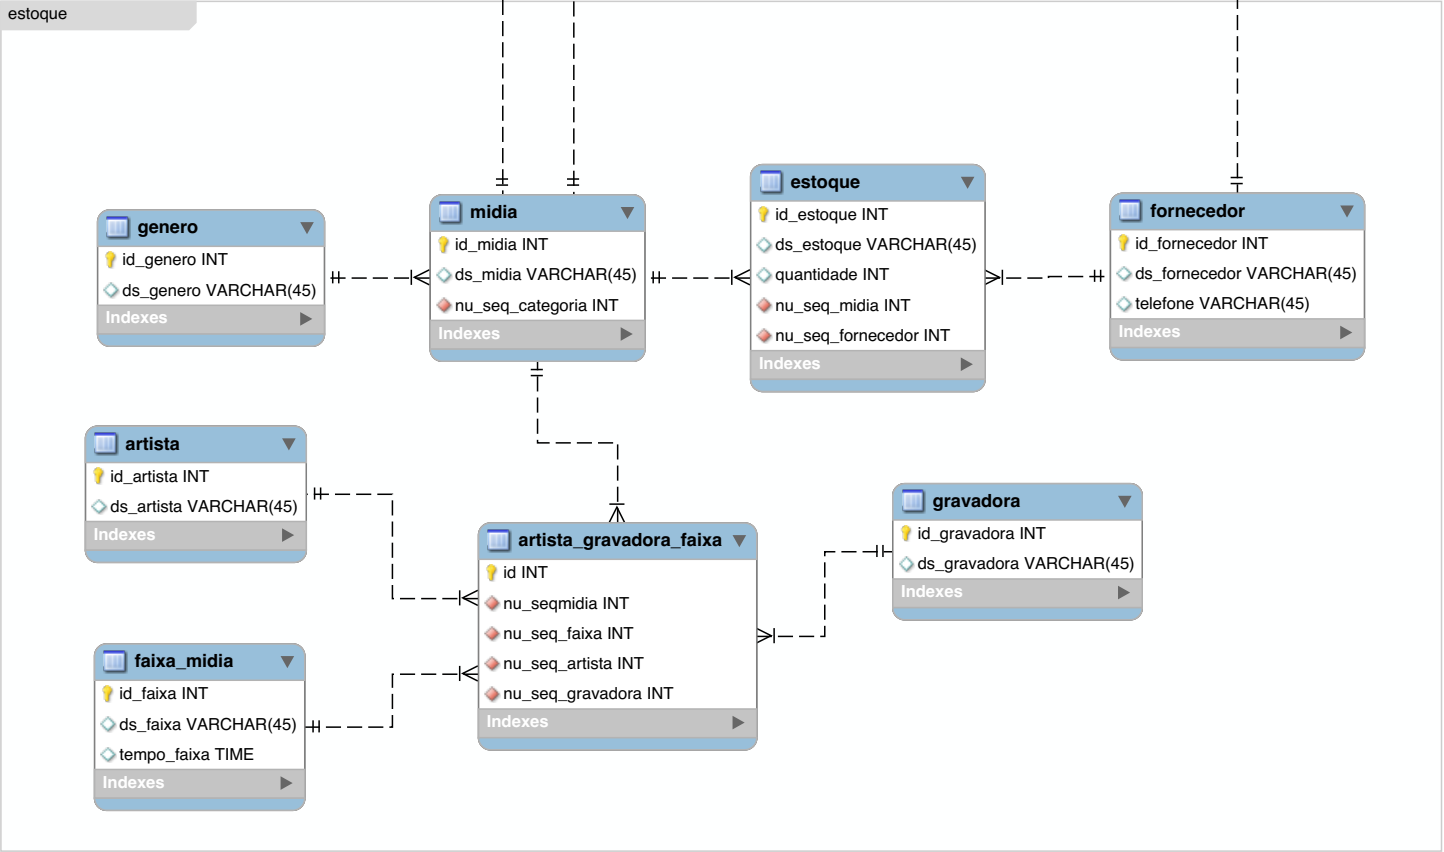 estoque
genero
id_genero INT
ds_genero VARCHAR(45)
Indexes
midia
id_midia INT
ds_midia VARCHAR(45)
nu_seq_categoria INT
Indexes
estoque
id_estoque INT
ds_estoque VARCHAR(45)
quantidade INT
nu_seq_midia INT
nu_seq_fornecedor INT
Indexes
fornecedor
id_fornecedor INT
ds_fornecedor VARCHAR(45)
telefone VARCHAR(45)
Indexes
artista
id_artista INT
ds_artista VARCHAR(45)
Indexes
artista_gravadora_faixa
id INT
nu_seqmidia INT
nu_seq_faixa INT
nu_seq_artista INT
nu_seq_gravadora INT
Indexes
gravadora
id_gravadora INT
ds_gravadora VARCHAR(45)
Indexes
faixa_midia
id_faixa INT
ds_faixa VARCHAR(45)
tempo_faixa TIME
Indexes